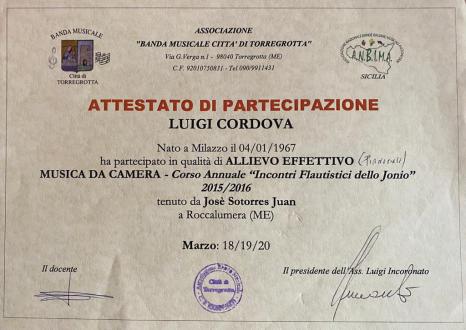 BANDA MUSICALE
Città di
TORREGROTTA
ASSOCIAZIONE
"BANDA MUSICALE CITTA' DI TORREGROTTA"
Via G.Verga n.1 - 98040 Torregrotta (ME)
C.F. 92010750831 - Tel 090/9911431
A.N.B.I.M.A.
SICILIA
ATTESTATO DI PARTECIPAZIONE
LUIGI CORDOVA
Nato a Milazzo il 04/01/1967
ha partecipato in qualità di ALLIEVO EFFETTIVO
MUSICA DA CAMERA - Corso Annuale "Incontri Flautistici dello Jonio"
2015/2016
tenuto da Josè Sotorres Juan
a Roccalumera (ME)
Marzo: 18/19/20
Il docente
Città di
Torregrotta
Il presidente dell'Ass. Luigi Incoronato